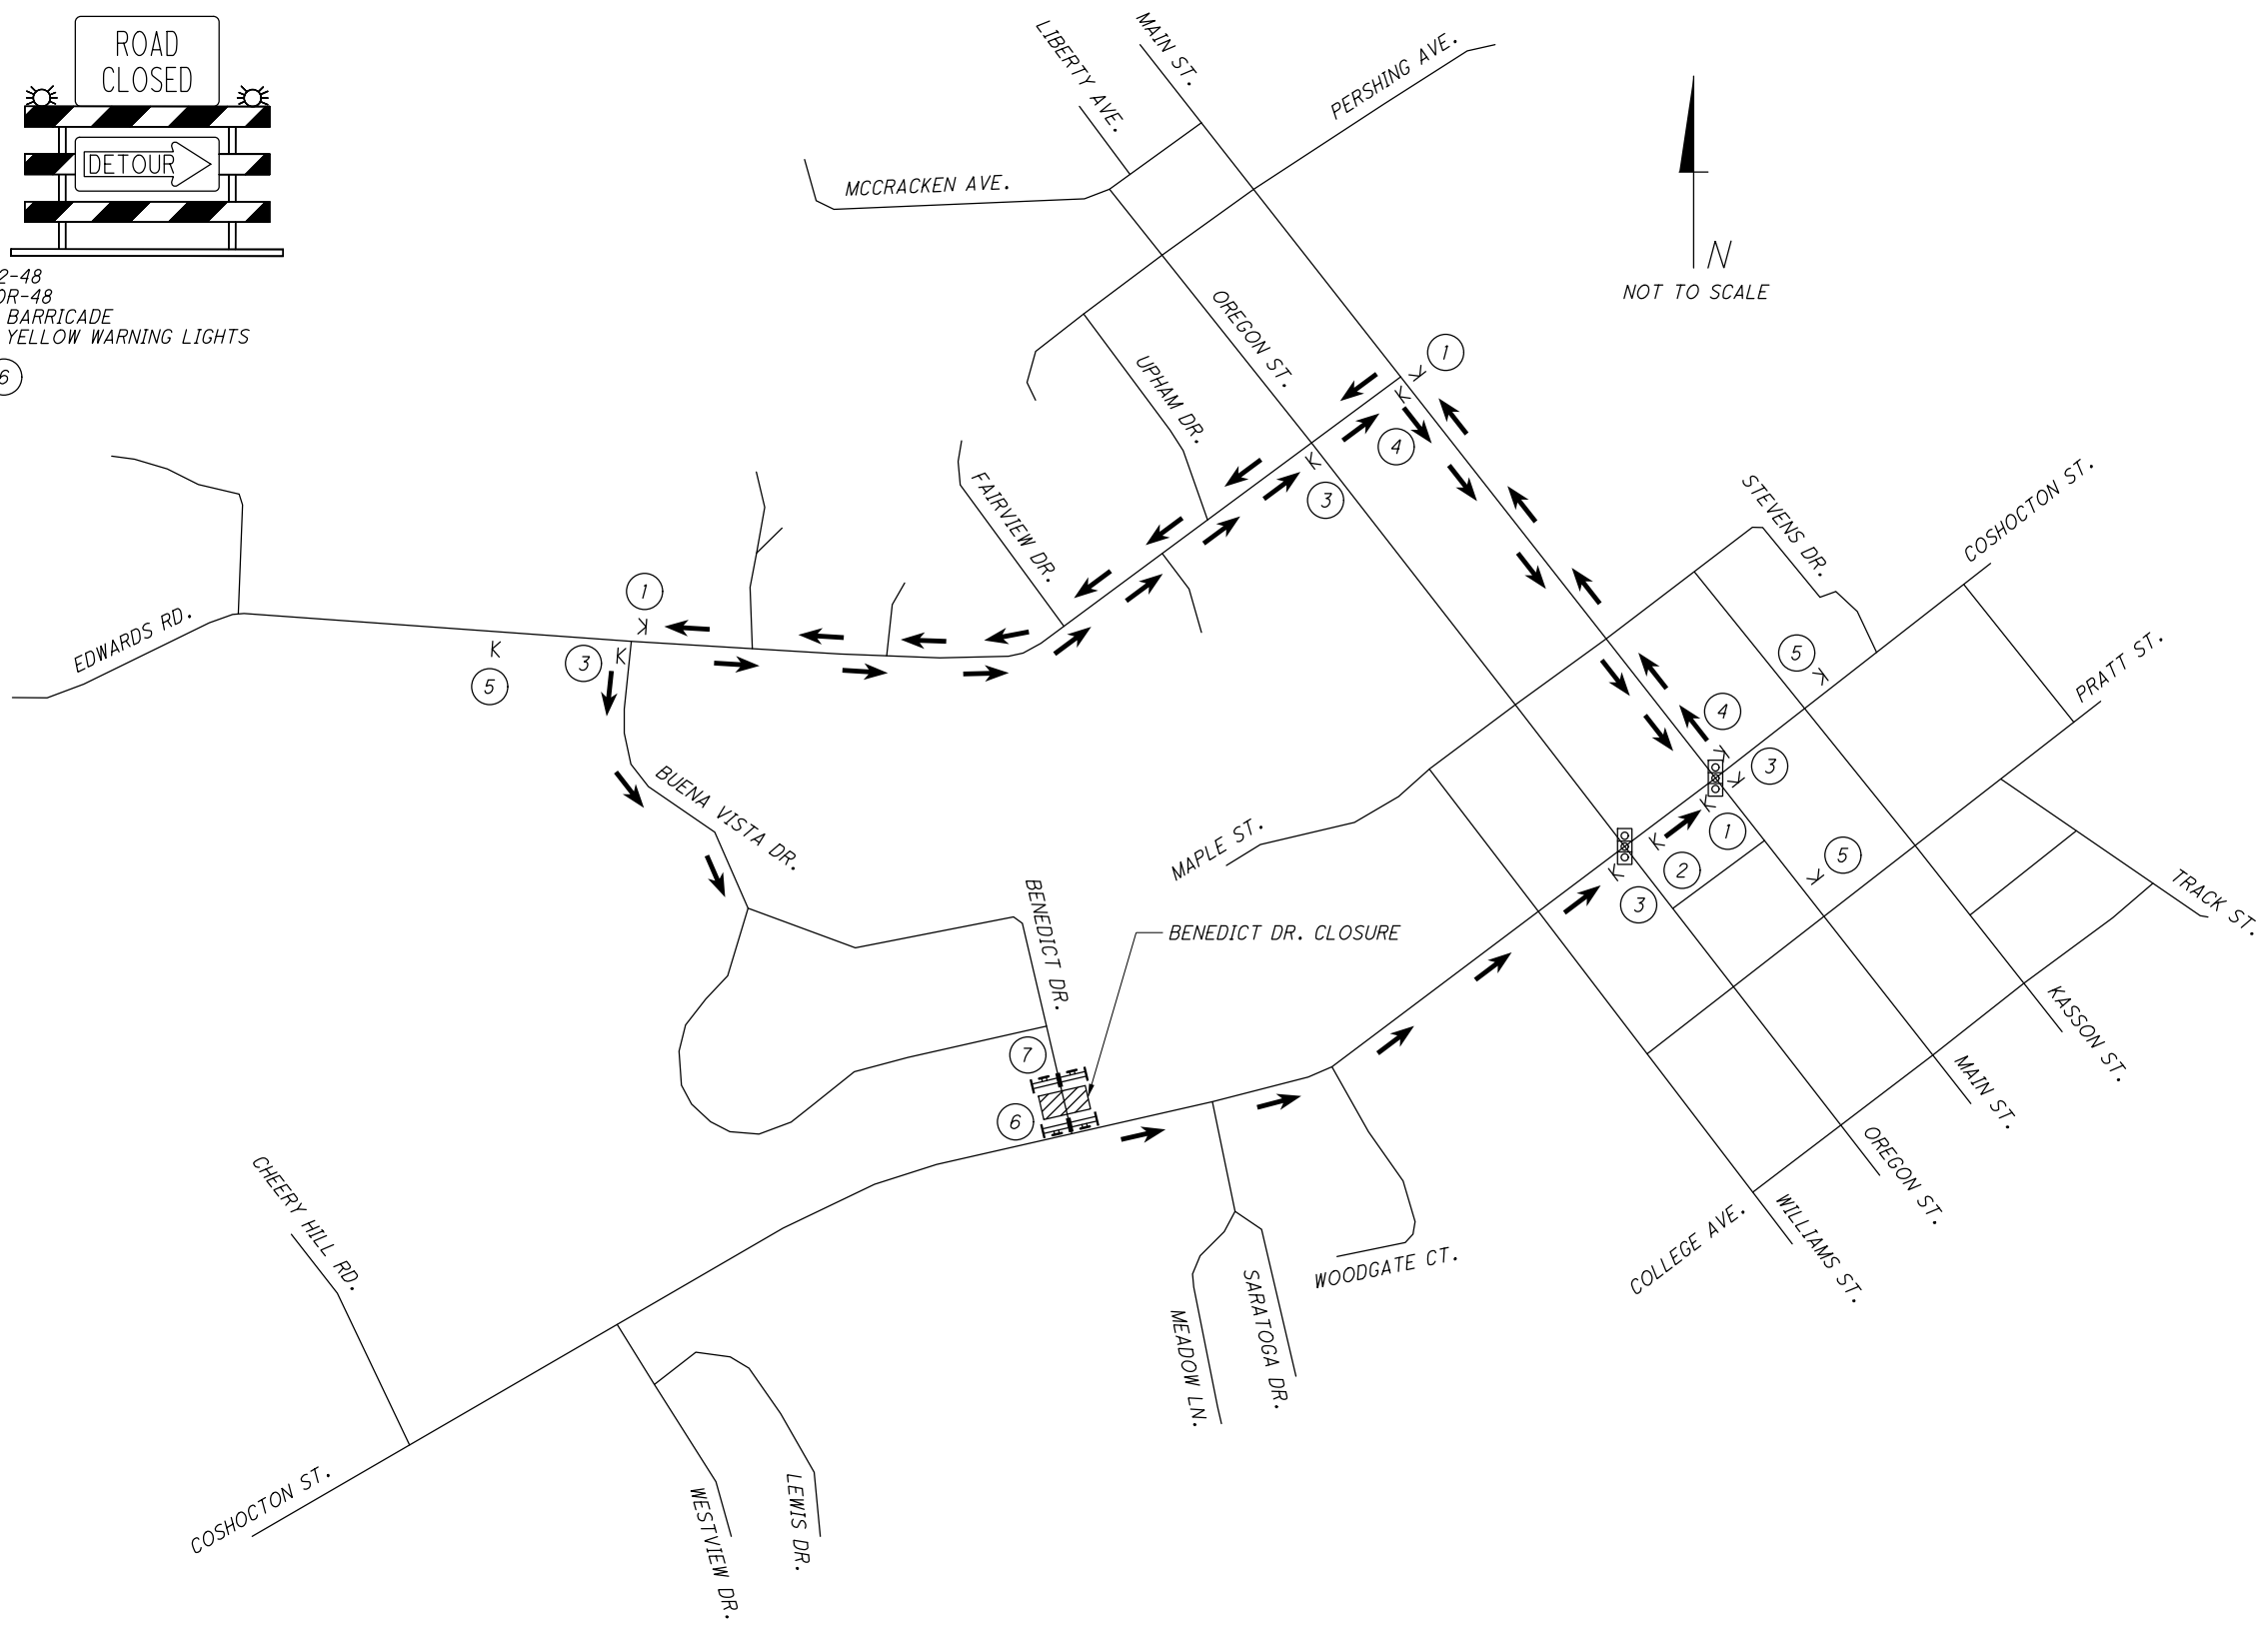 ROAD
CLOSED
DETOUR
2-48
OR-48
BARRICADE
YELLOW WARNING LIGHTS
6
LIBERTY AVE.
MAIN ST.
PERSHING AVE.
MCCRACKEN AVE.
N
NOT TO SCALE
OREGON ST.
1
UPHAM DR.
4
3
FAIRVIEW DR.
STEVENS DR.
COSHOCTON ST.
1
EDWARDS RD.
3
5
5
PRATT ST.
4
3
BUENA VISTA DR.
MAPLE ST.
1
2
5
3
TRACK ST.
BENEDICT DR.
BENEDICT DR. CLOSURE
7
6
KASSON ST.
MAIN ST.
OREGON ST.
WILLIAMS ST.
COLLEGE AVE.
WOODGATE CT.
SARATOGA DR.
MEADOW LN.
CHEERY HILL RD.
COSHOCTON ST.
WESTVIEW DR.
LEWIS DR.